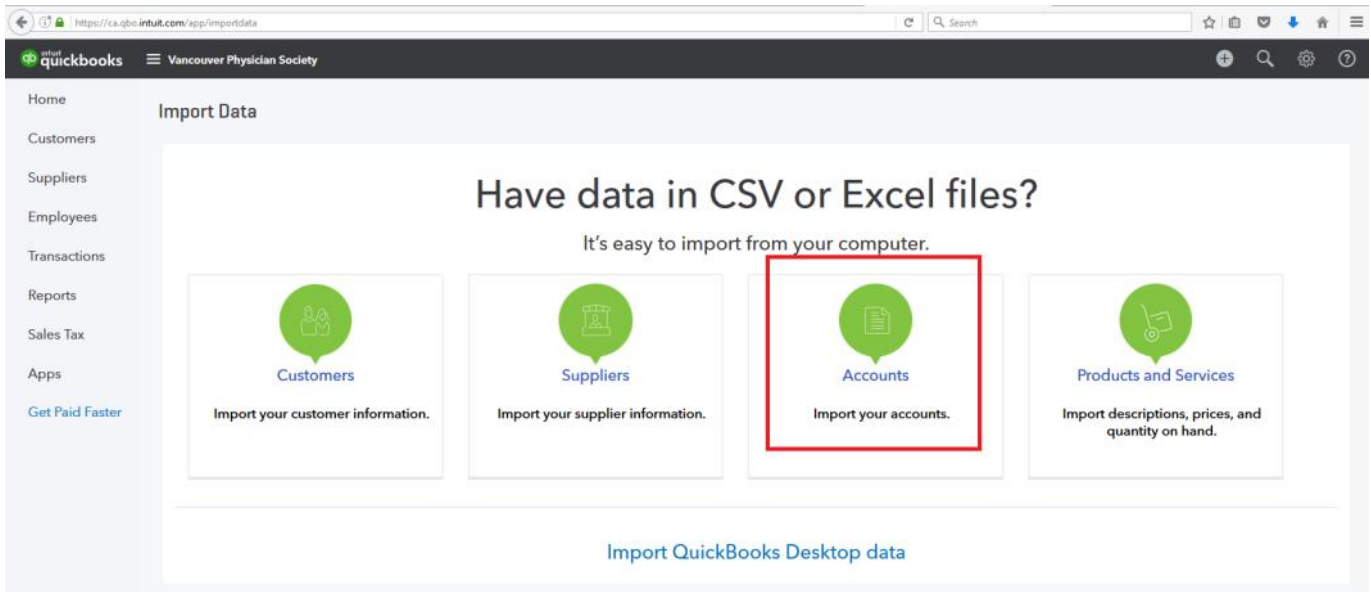 https://ca.qbo.intuit.com/app/importdata
Search
intuit
qb quickbooks
Vancouver Physician Society
Home
Customers
Suppliers
Employees
Transactions
Reports
Sales Tax
Apps
Get Paid Faster
Import Data
Have data in CSV or Excel files?
It's easy to import from your computer.
Customers
Import your customer information.
Suppliers
Import your supplier information.
Accounts
Import your accounts.
Products and Services
Import descriptions, prices, and
quantity on hand.
Import QuickBooks Desktop data